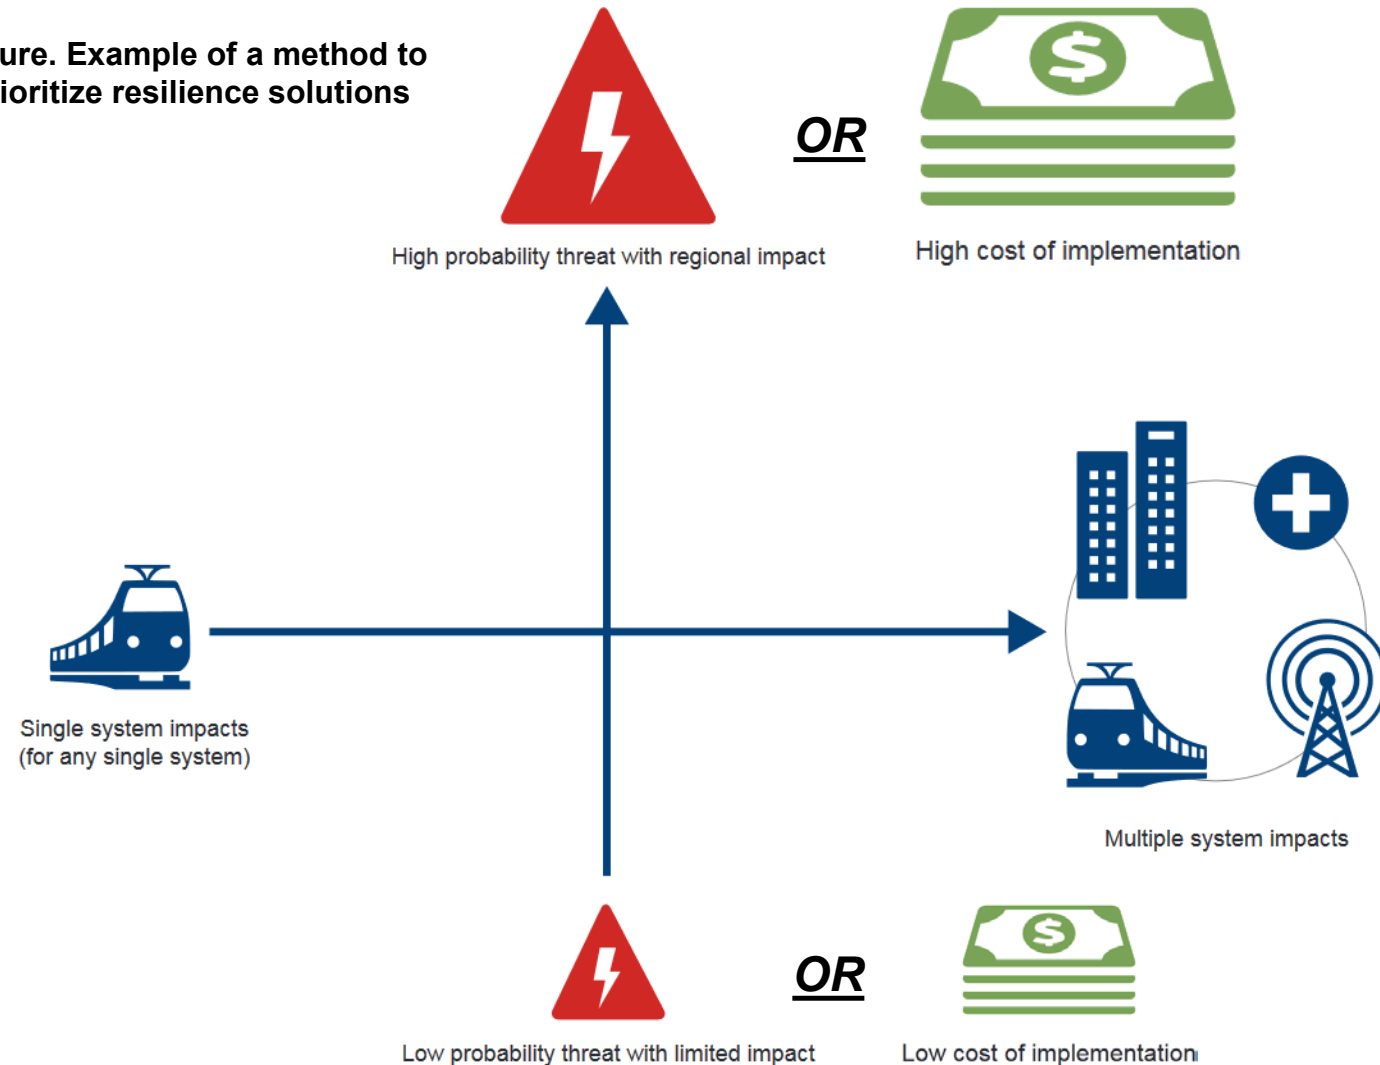 ure. Example of a method to
ioritize resilience solutions
OR
$
High probability threat with regional impact
High cost of implementation
Single system impacts
(for any single system)
Multiple system impacts
OR
$
Low probability threat with limited impact
Low cost of implementation